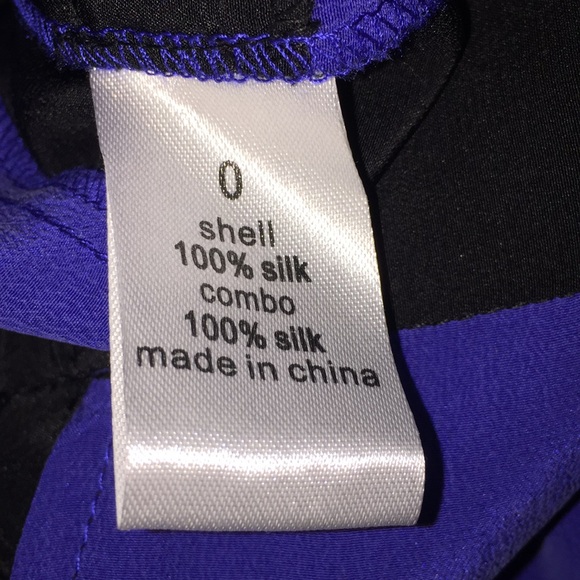 0
shell
100% silk
combo
100% silk
made in china